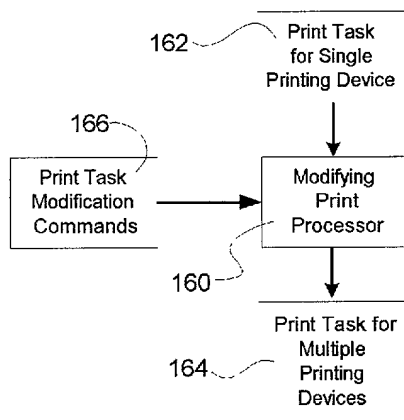 162
Print Task
for Single
Printing Device
166
Print Task
Modification
Commands
Modifying
Print
Processor
160
Print Task for
Multiple
Printing
Devices
164